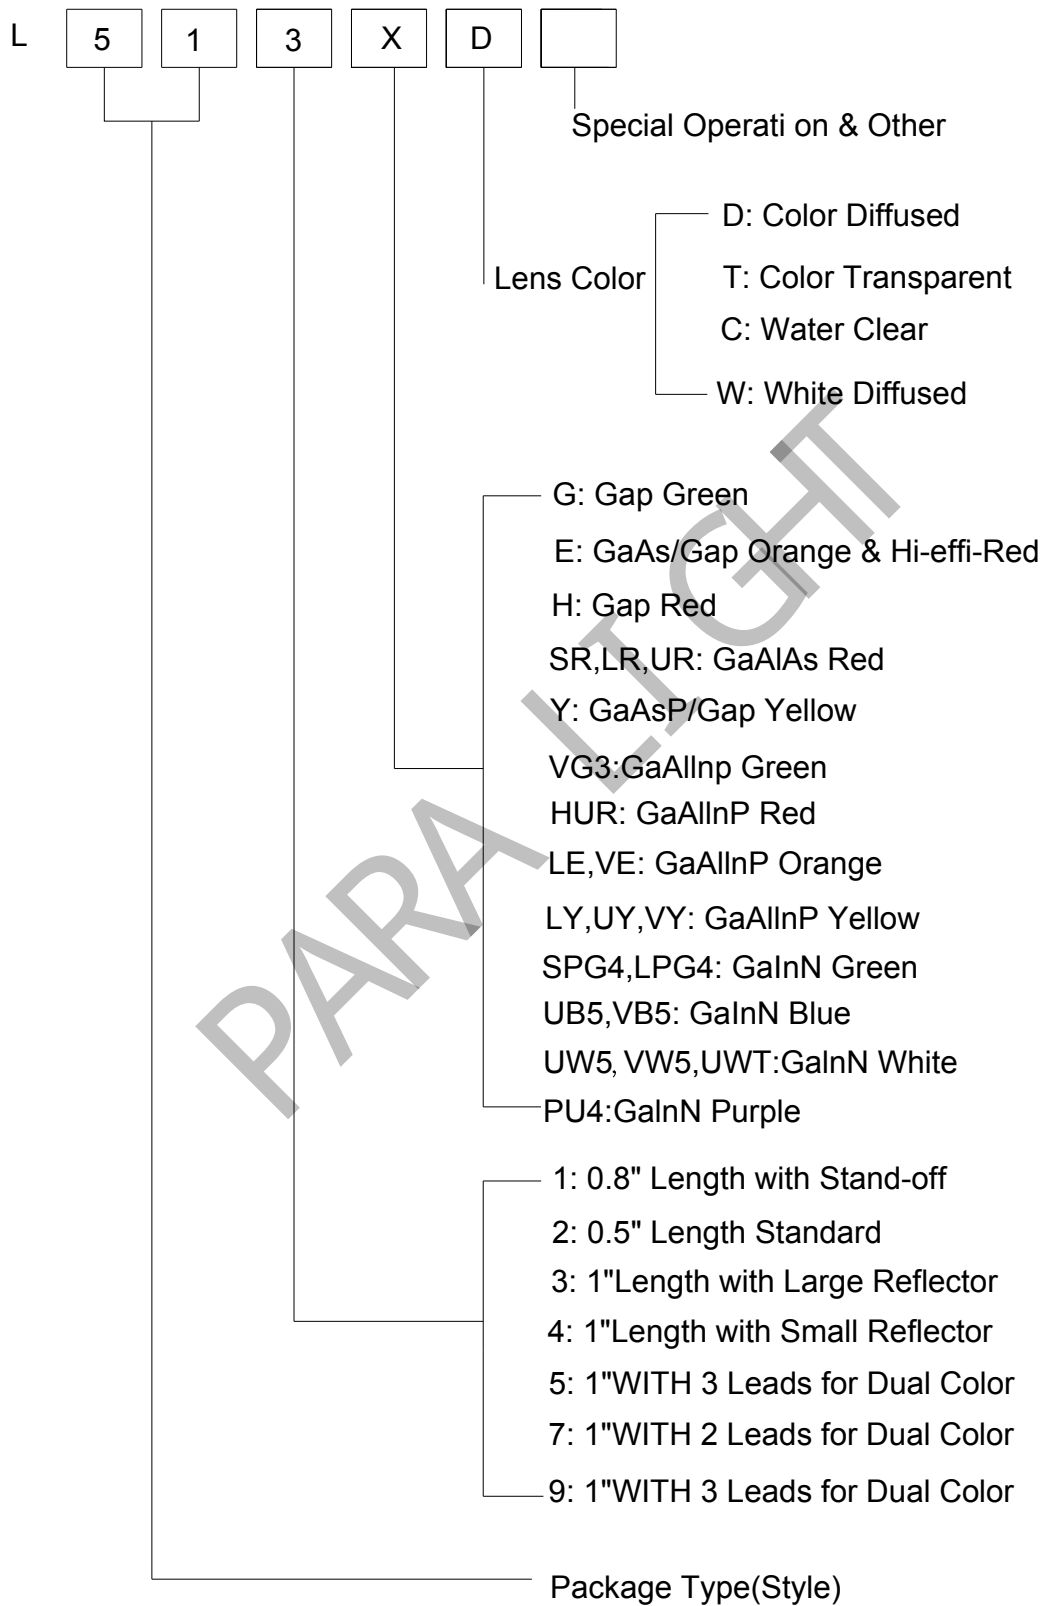 L 5 1 3 X D
Special Operati on & Other
D: Color Diffused
Lens Color
T: Color Transparent
C: Water Clear
W: White Diffused
G: Gap Green
E: GaAs/Gap Orange & Hi-effi-Red
H: Gap Red
SR,LR,UR: GaAlAs Red
Y: GaAsP/Gap Yellow
VG3:GaAlInp Green
HUR: GaAlInP Red
LE,VE: GaAlInP Orange
LY,UY,VY: GaAlInP Yellow
SPG4,LPG4: GaInN Green
UB5,VB5: GaInN Blue
UW5, VW5,UWT:GaInN White
PU4:GaInN Purple
1: 0.8" Length with Stand-off
2: 0.5" Length Standard
3: 1"Length with Large Reflector
4: 1"Length with Small Reflector
5: 1"WITH 3 Leads for Dual Color
7: 1"WITH 2 Leads for Dual Color
9: 1"WITH 3 Leads for Dual Color
Package Type(Style)
PARA LIGHT